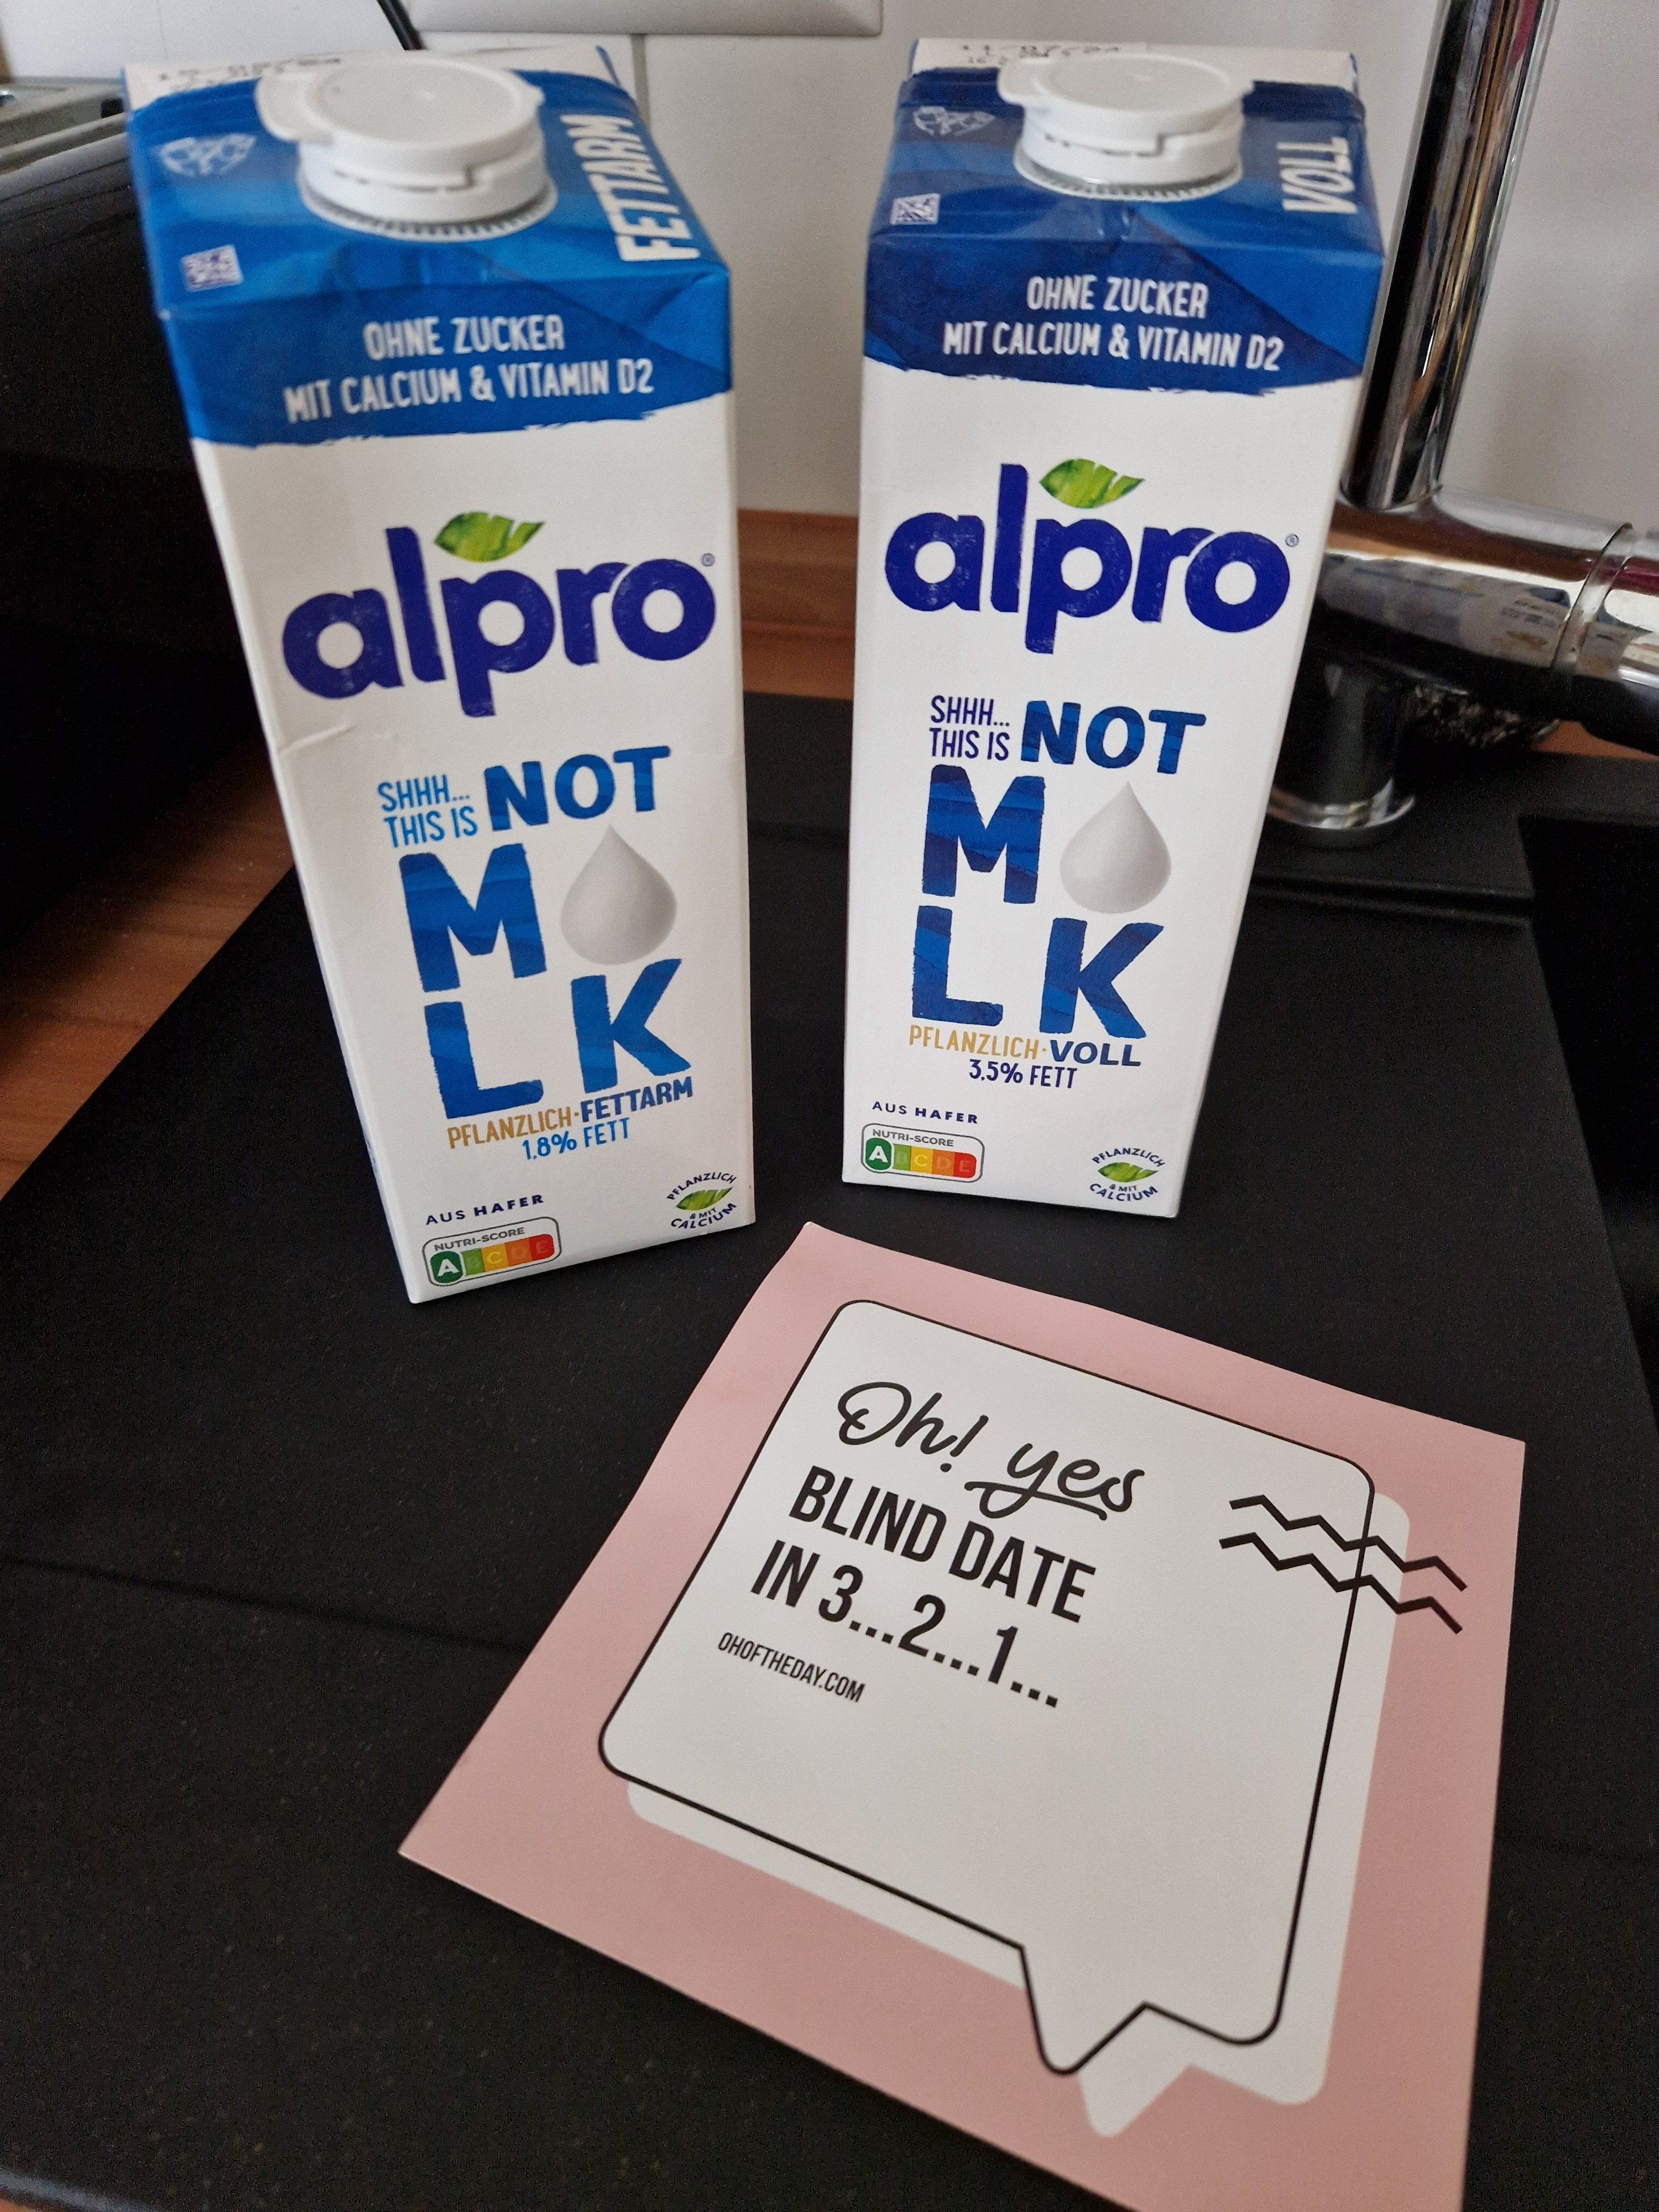 FETTARM
OHNE ZUCKER
MIT CALCIUM & VITAMIN D2
alpro®
SHHH...
THIS IS NOT
M LK
PFLANZLICH·FETTARM
1.8% FETT
AUS HAFER
NUTRI-SCORE
A B C D E
PFLANZLICH
& MIT
CALCIUM
VOLL
OHNE ZUCKER
MIT CALCIUM & VITAMIN D2
alpro®
SHHH...
THIS IS NOT
M
LK
PFLANZLICH·VOLL
3.5% FETT
AUS HAFER
NUTRI-SCORE
A B C D E
PFLANZLICH
& MIT
CALCIUM
Oh! yes
BLIND DATE
IN 3...2...1...
OHOFTHEDAY.COM